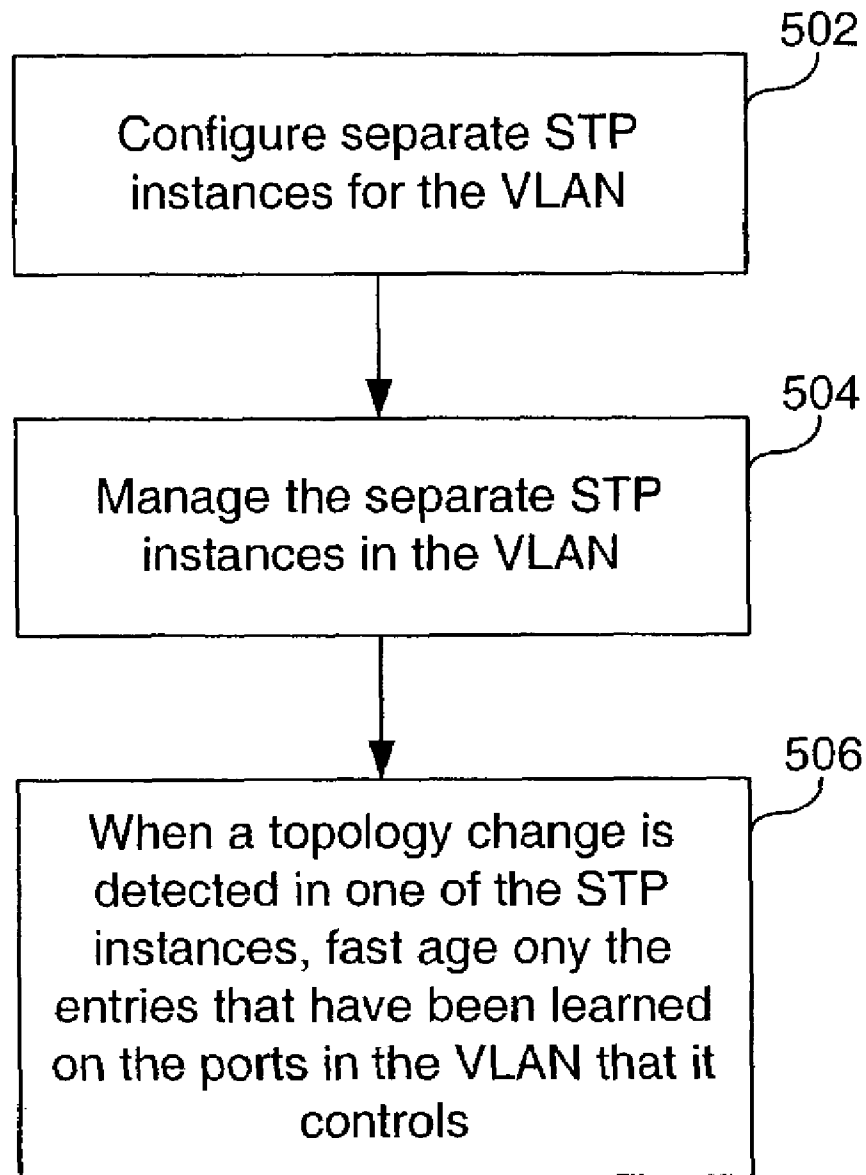 502
Configure separate STP
instances for the VLAN
504
Manage the separate STP
instances in the VLAN
506
When a topology change is
detected in one of the STP
instances, fast age ony the
entries that have been learned
on the ports in the VLAN that it
controls